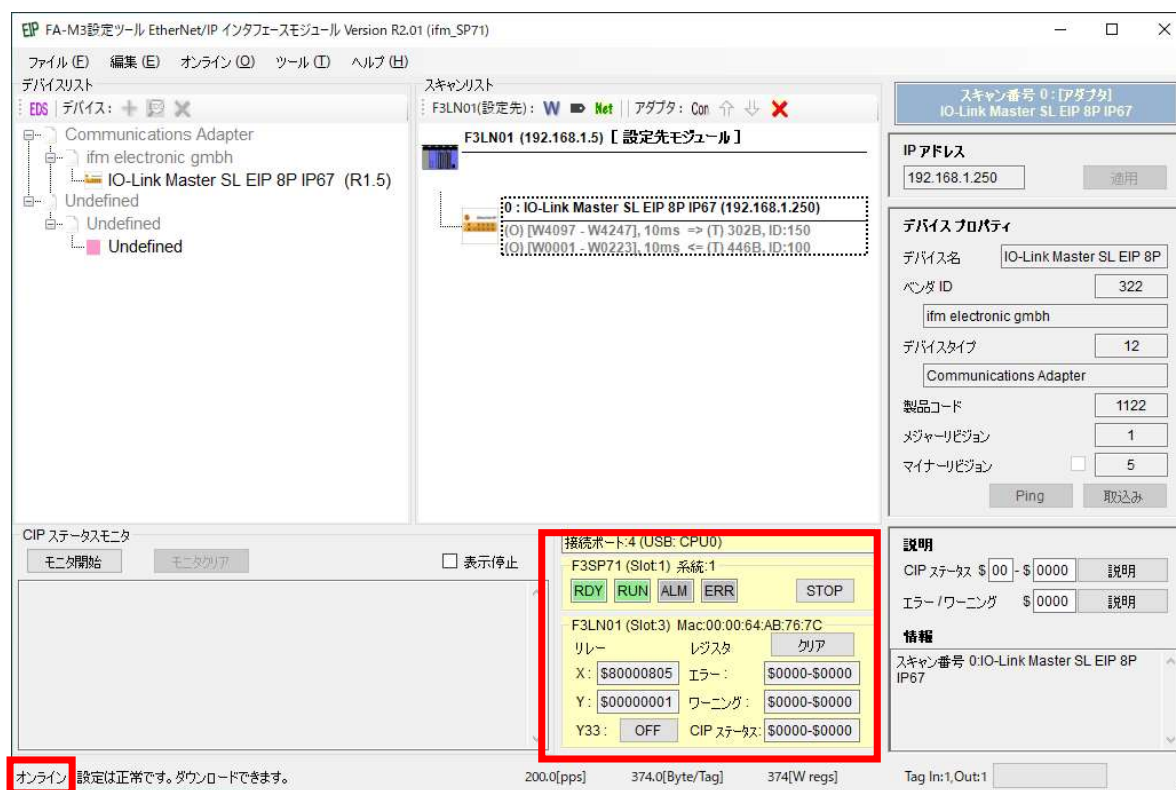 EIP FA-M3設定ツール EtherNet/IP インタフェースモジュール Version R2.01 (ifm_SP71)
ファイル(F) 編集(E) オンライン(O) ツール(T) ヘルプ(H)
デバイスリスト
EDS デバイス:
Communications Adapter
ifm electronic gmbh
IO-Link Master SL EIP 8P IP67 (R1.5)
Undefined
Undefined
Undefined
スキャンリスト
F3LN01(設定先): W Net アダプタ: Con
F3LN01 (192.168.1.5) [ 設定先モジュール ]
0 : IO-Link Master SL EIP 8P IP67 (192.168.1.250)
(O) [W4097 - W4247], 10ms => (T) 302B, ID:150
(O) [W0001 - W0223], 10ms <= (T) 446B, ID:100
スキャン番号 0 : [アダプタ]
IO-Link Master SL EIP 8P IP67
IP アドレス
192.168.1.250 適用
デバイス プロパティ
デバイス名 IO-Link Master SL EIP 8P
ベンダ ID 322
ifm electronic gmbh
デバイスタイプ 12
Communications Adapter
製品コード 1122
メジャーリビジョン 1
マイナーリビジョン 5
Ping 取込み
CIP ステータスモニタ
モニタ開始 モニタクリア 表示停止
接続ポート:4 (USB: CPU0)
F3SP71 (Slot:1) 系統:1
RDY RUN ALM ERR STOP
F3LN01 (Slot:3) Mac:00:00:64:AB:76:7C
リレー レジスタ クリア
X: $80000805 エラー: $0000-$0000
Y: $00000001 ワーニング: $0000-$0000
Y33: OFF CIP ステータス: $0000-$0000
説明
CIP ステータス $ 00 - $ 0000 説明
エラー/ワーニング $ 0000 説明
情報
スキャン番号 0:IO-Link Master SL EIP 8P
IP67
オンライン 設定は正常です。ダウンロードできます。 200.0[pps] 374.0[Byte/Tag] 374[W regs] Tag In:1,Out:1